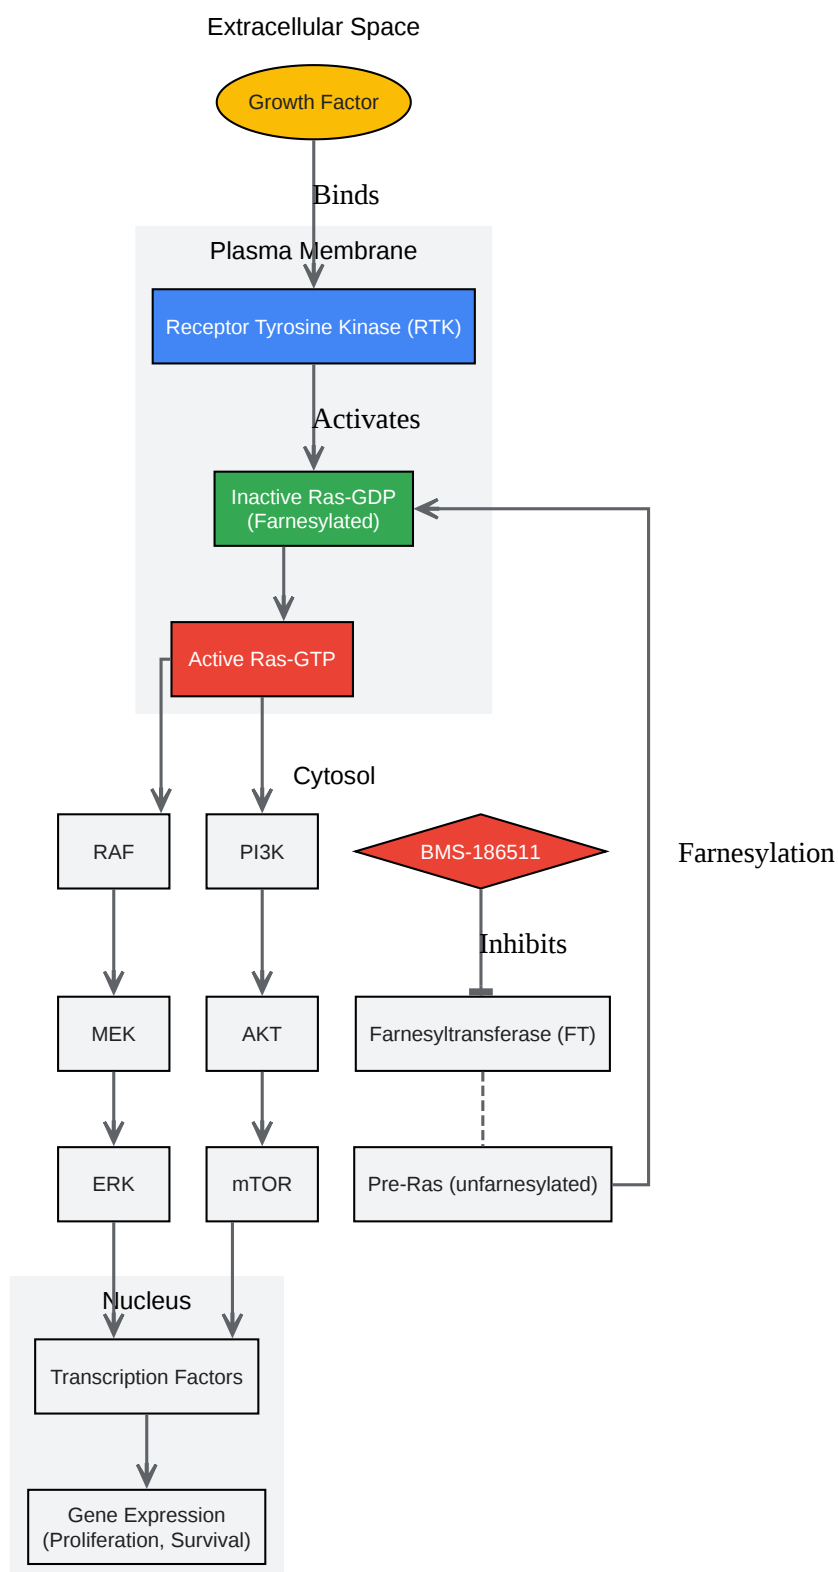 Extracellular Space
Growth Factor
Binds
Plasma Membrane
Receptor Tyrosine Kinase (RTK)
Activates
Inactive Ras-GDP
(Farnesylated)
Active Ras-GTP
Cytosol
RAF
PI3K
BMS-186511
Farnesylation
Inhibits
MEK
AKT
Farnesyltransferase (FT)
ERK
mTOR
Pre-Ras (unfarnesylated)
Nucleus
Transcription Factors
Gene Expression
(Proliferation, Survival)